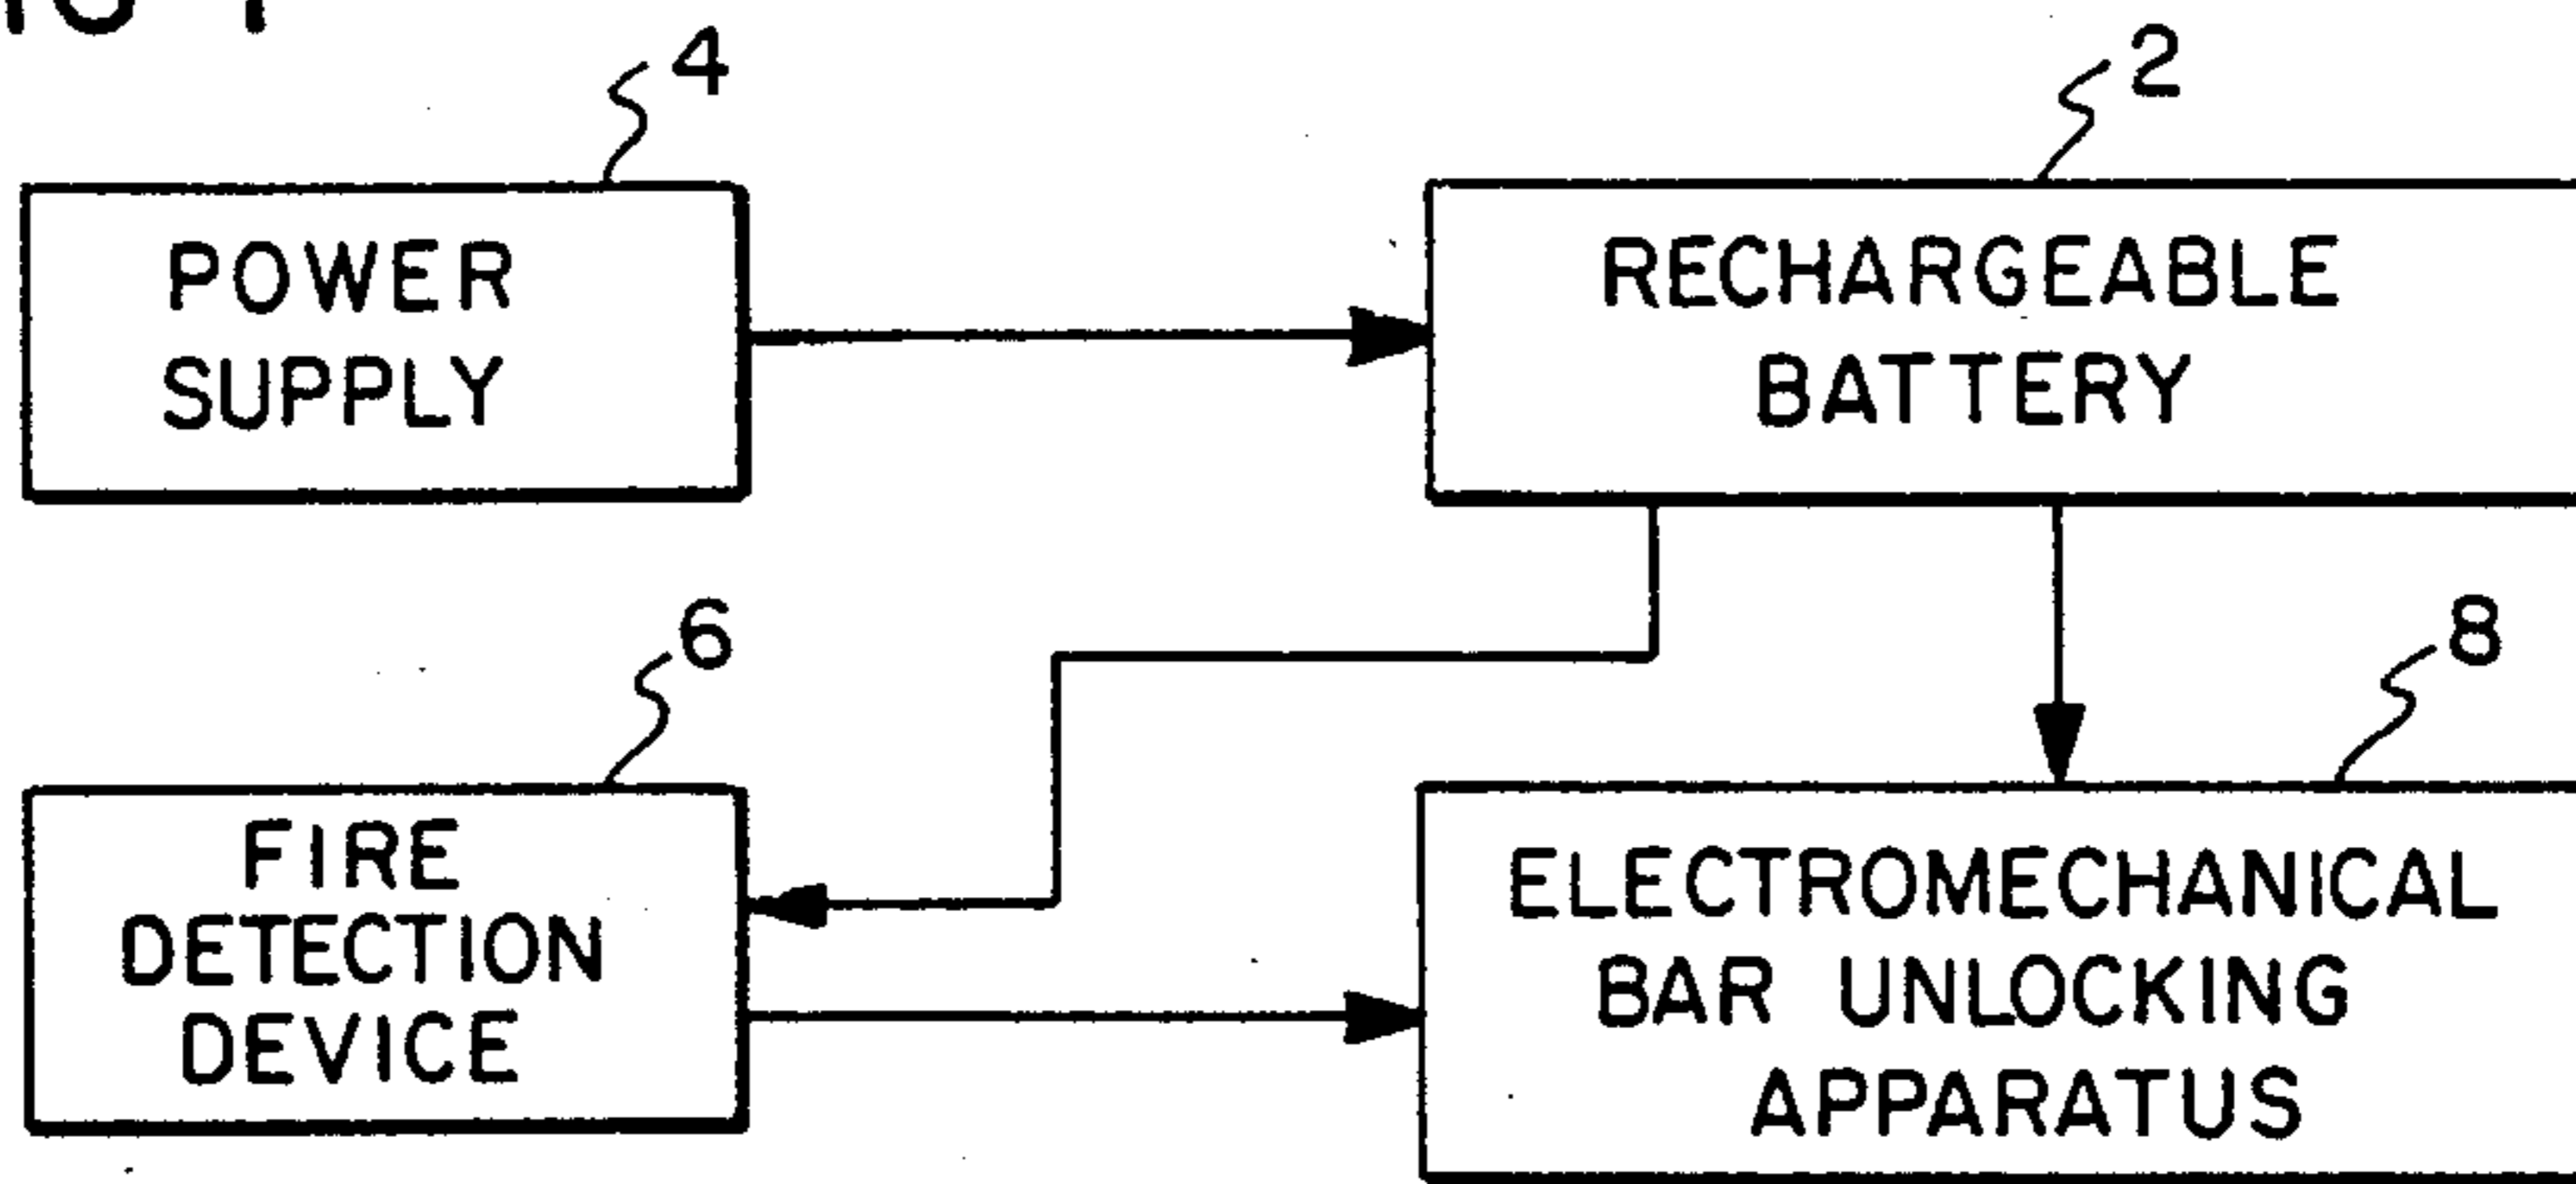 4
2
POWER
SUPPLY
RECHARGEABLE
BATTERY
6
8
FIRE
DETECTION
DEVICE
ELECTROMECHANICAL
BAR UNLOCKING
APPARATUS